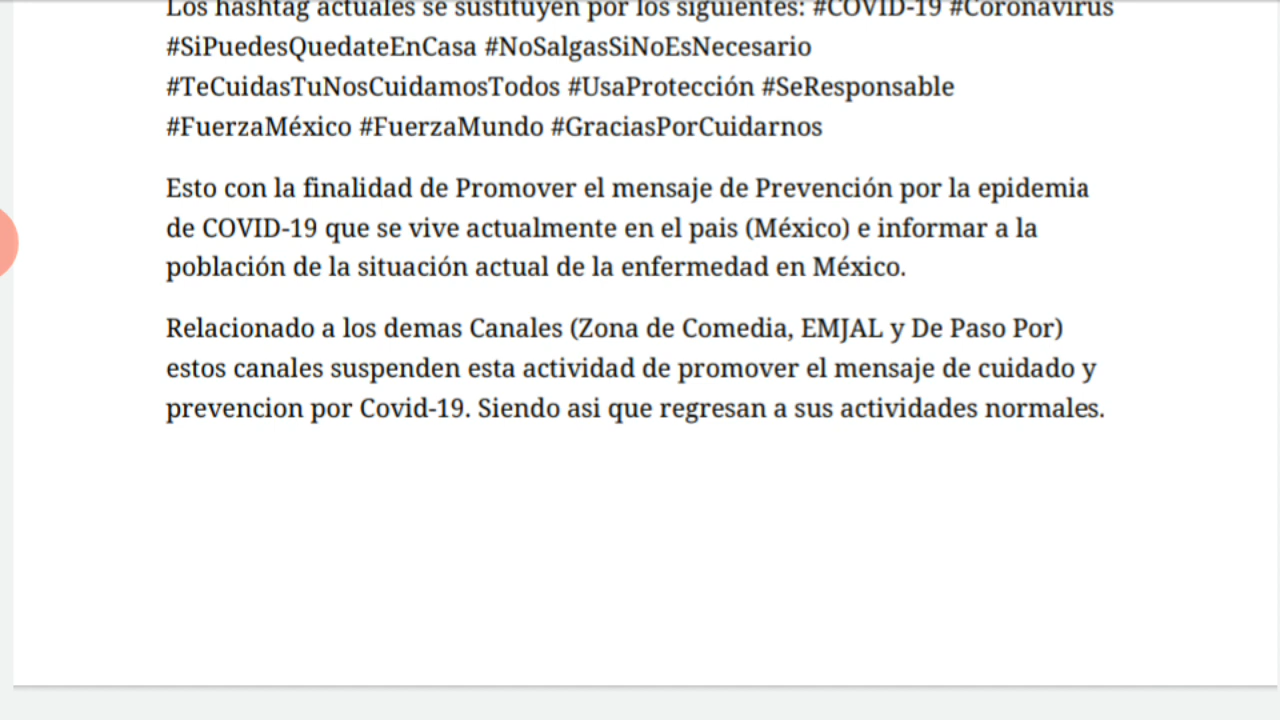 Los hashtag actuales se sustituyen por los siguientes: #COVID-19 #Coronavirus
#SiPuedesQuedateEnCasa #NoSalgasSiNoEsNecesario
#TeCuidasTuNosCuidamosTodos #UsaProtección #SeResponsable
#FuerzaMéxico #FuerzaMundo #GraciasPorCuidarnos
Esto con la finalidad de Promover el mensaje de Prevención por la epidemia
de COVID-19 que se vive actualmente en el pais (México) e informar a la
población de la situación actual de la enfermedad en México.
Relacionado a los demas Canales (Zona de Comedia, EMJAL y De Paso Por)
estos canales suspenden esta actividad de promover el mensaje de cuidado y
prevencion por Covid-19. Siendo asi que regresan a sus actividades normales.